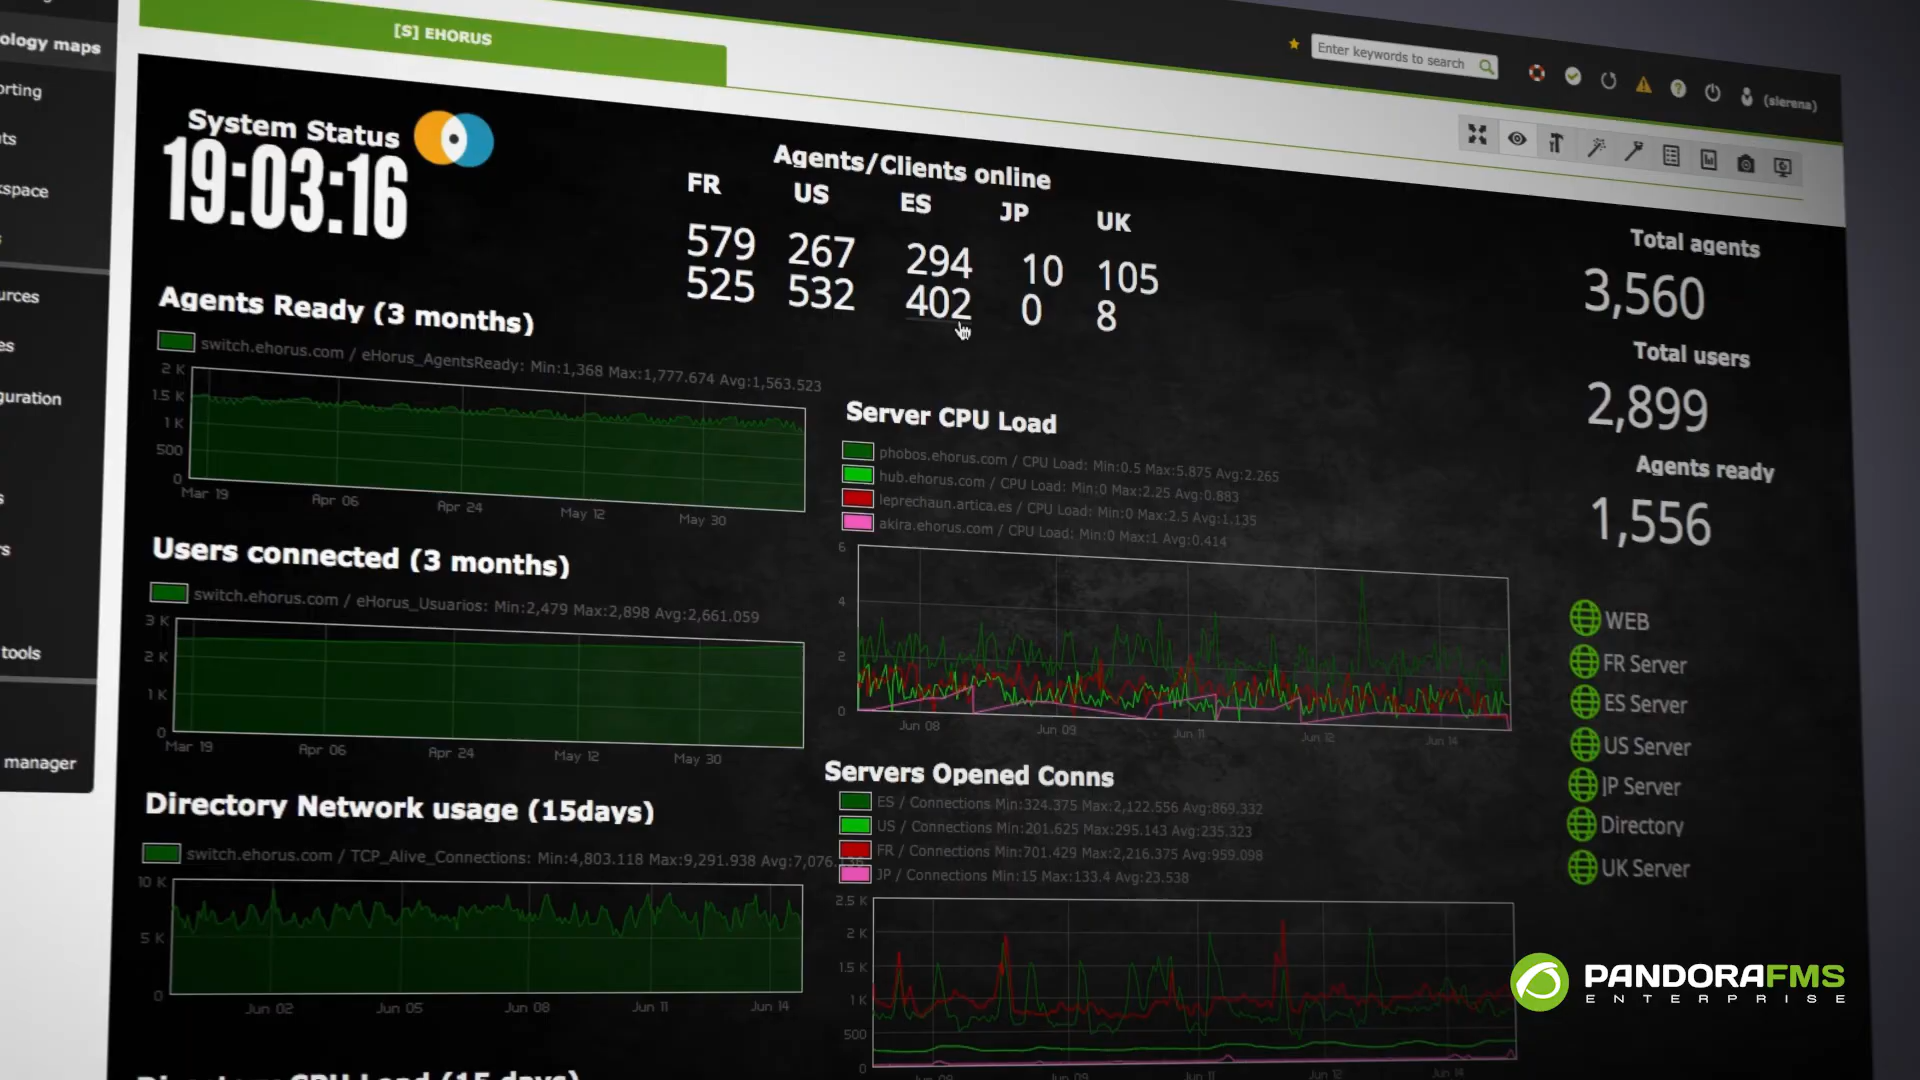 ology maps
orting
ts
kspace
urces
es
guration
s
rs
tools
manager
[S] EHORUS
Enter keywords to search
(slerena)
System Status
19:03:16
Agents/Clients online
FR US ES JP UK
579 267 294 10 105
525 532 402 0 8
Total agents
3,560
Total users
2,899
Agents ready
1,556
WEB
FR Server
ES Server
US Server
JP Server
Directory
UK Server
Agents Ready (3 months)
switch.ehorus.com / eHorus_AgentsReady: Min:1,368 Max:1,777.674 Avg:1,563.523
2 K
1.5 K
1 K
500
0
Mar 19 Apr 06 Apr 24 May 12 May 30
Users connected (3 months)
switch.ehorus.com / eHorus_Usuarios: Min:2,479 Max:2,898 Avg:2,661.059
3 K
2 K
1 K
0
Mar 19 Apr 06 Apr 24 May 12 May 30
Directory Network usage (15days)
switch.ehorus.com / TCP_Alive_Connections: Min:4,803.118 Max:9,291.938 Avg:7,076.136
10 K
5 K
0
Jun 02 Jun 05 Jun 08 Jun 11 Jun 14
Server CPU Load
phobos.ehorus.com / CPU Load: Min:0.5 Max:5.875 Avg:2.265
hub.ehorus.com / CPU Load: Min:0 Max:2.25 Avg:0.883
leprechaun.artica.es / CPU Load: Min:0 Max:2.5 Avg:1.135
akira.ehorus.com / CPU Load: Min:0 Max:1 Avg:0.414
6
4
2
0
Jun 08 Jun 09 Jun 11 Jun 12 Jun 14
Servers Opened Conns
ES / Connections Min:324.375 Max:2,122.556 Avg:869.332
US / Connections Min:201.625 Max:295.143 Avg:235.323
FR / Connections Min:701.429 Max:2,216.375 Avg:959.098
JP / Connections Min:15 Max:133.4 Avg:23.538
2.5 K
2 K
1.5 K
1 K
500
0
Jun 09 Jun 11 Jun 12 Jun 14
PANDORAFMS
ENTERPRISE